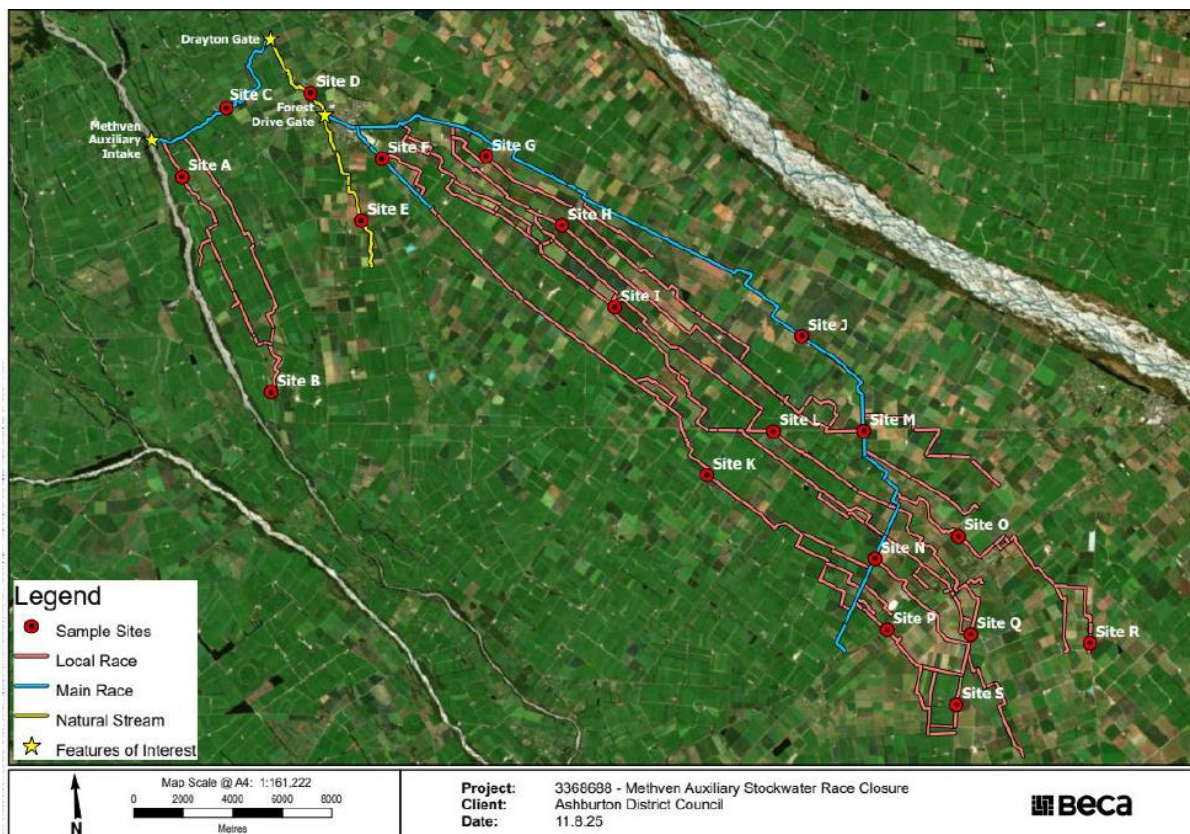 Drayton Gate
Site D
Site C
Forest
Drive Gate
Methven
Auxiliary
Intake
Site A
Site F
Site G
Site E
Site H
Site I
Site J
Site B
Site L
Site M
Site K
Site O
Site N
Site P
Site Q
Site R
Site S
Legend
Sample Sites
Local Race
Main Race
Natural Stream
Features of Interest
N
Map Scale @ A4: 1:161,222
0 2000 4000 6000 8000
Metres
Project: 3368688 - Methven Auxiliary Stockwater Race Closure
Client: Ashburton District Council
Date: 11.8.25
Beca